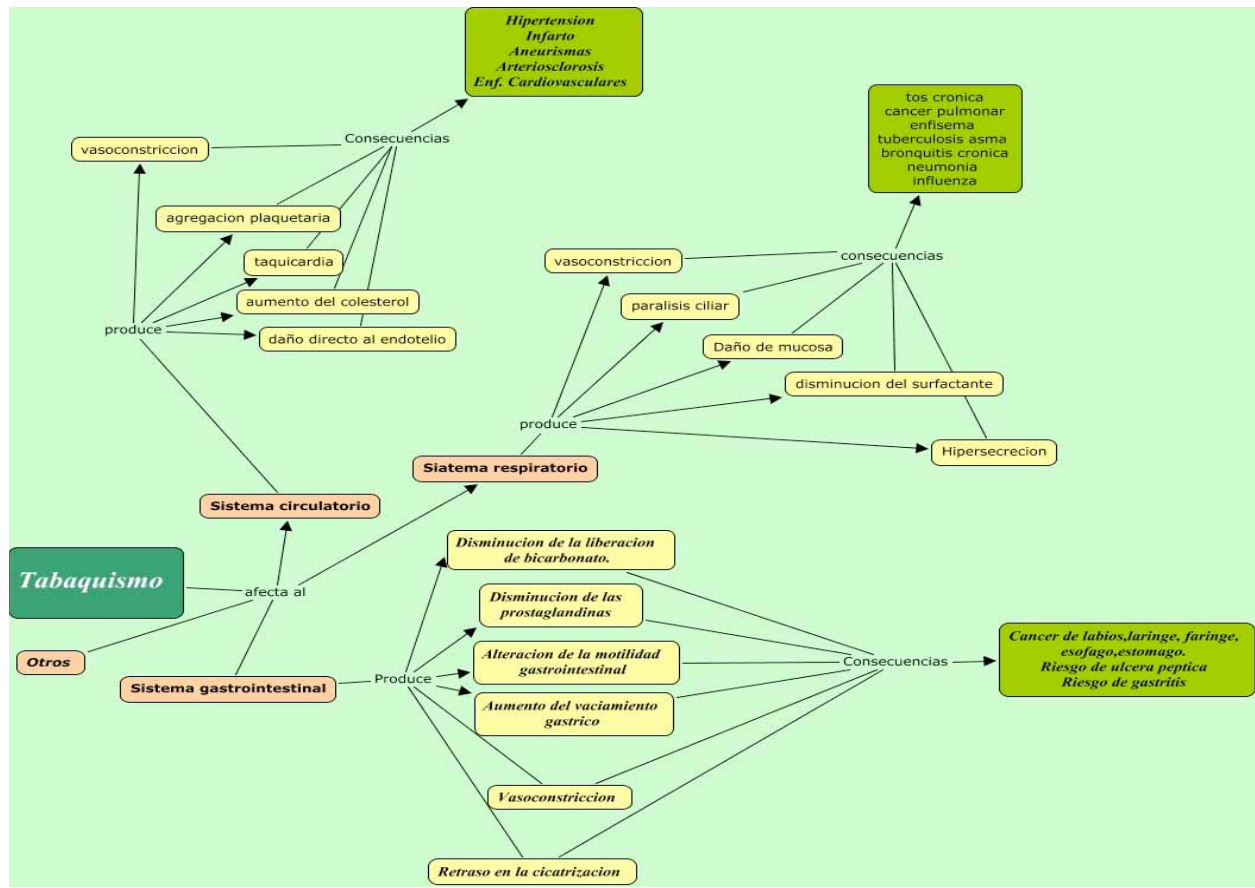 Hipertension
Infarto
Aneurismas
Arteriosclorosis
Enf. Cardiovasculares
Consecuencias
vasoconstriccion
agregacion plaquetaria
taquicardia
aumento del colesterol
daño directo al endotelio
produce
tos cronica
cancer pulmonar
enfisema
tuberculosis asma
bronquitis cronica
neumonia
influenza
consecuencias
vasoconstriccion
paralisis ciliar
Daño de mucosa
disminucion del surfactante
Hipersecrecion
produce
Siatema respiratorio
Sistema circulatorio
Tabaquismo
afecta al
Otros
Sistema gastrointestinal
Produce
Disminucion de la liberacion
de bicarbonato.
Disminucion de las
prostaglandinas
Alteracion de la motilidad
gastrointestinal
Aumento del vaciamiento
gastrico
Vasoconstriccion
Retraso en la cicatrizacion
Consecuencias
Cancer de labios,laringe, faringe,
esofago,estomago.
Riesgo de ulcera peptica
Riesgo de gastritis